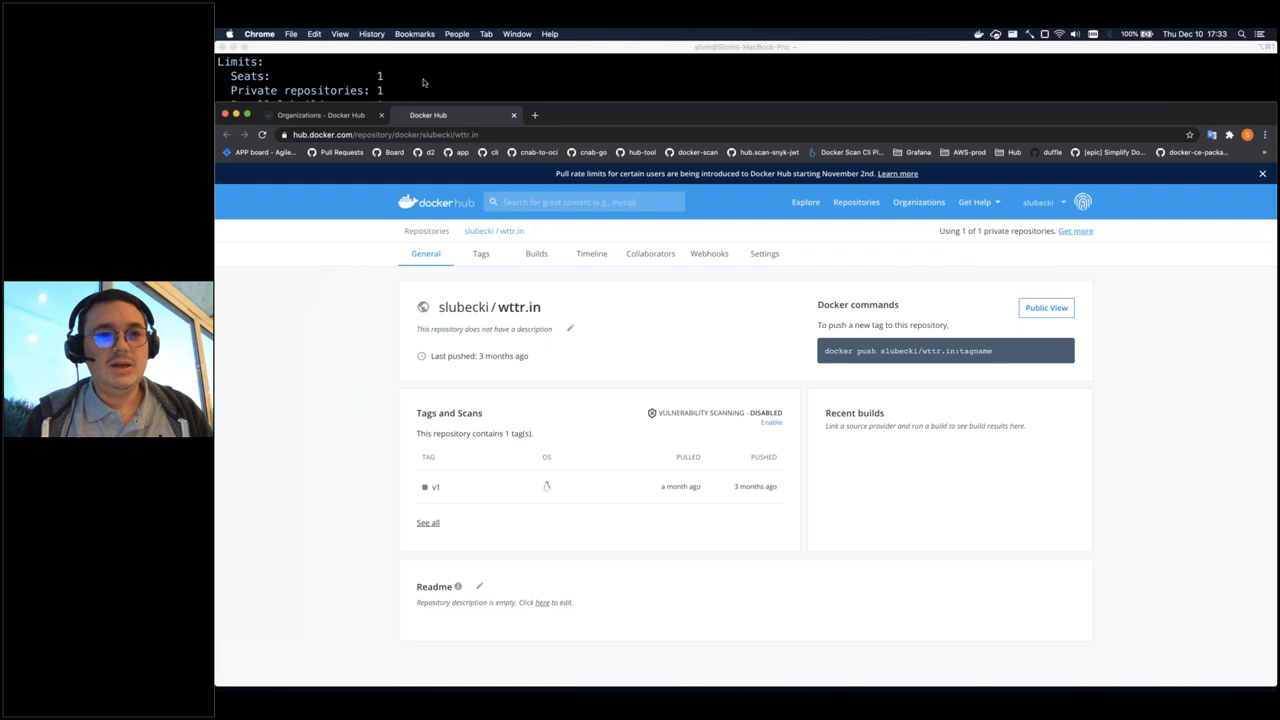 Chrome File Edit View History Bookmarks People Tab Window Help 100% Thu Dec 10 17:33
silvin@Silvins-MacBook-Pro: ~
Limits:
Seats: 1
Private repositories: 1
Organizations - Docker Hub Docker Hub
hub.docker.com/repository/docker/slubecki/wttr.in
APP board - Agile... Pull Requests Board d2 app cli cnab-to-oci cnab-go hub-tool docker-scan hub.scan-snyk-jwt Docker Scan Cli Pl... Grafana AWS-prod Hub duffle [epic] Simplify Do... docker-ce-packa...
Pull rate limits for certain users are being introduced to Docker Hub starting November 2nd. Learn more
dockerhub Search for great content (e.g., mysql) Explore Repositories Organizations Get Help slubecki
Repositories slubecki / wttr.in Using 1 of 1 private repositories. Get more
General Tags Builds Timeline Collaborators Webhooks Settings
slubecki / wttr.in
This repository does not have a description
Last pushed: 3 months ago
Docker commands
Public View
To push a new tag to this repository,
docker push slubecki/wttr.in:tagname
Tags and Scans
VULNERABILITY SCANNING - DISABLED
Enable
This repository contains 1 tag(s).
TAG OS PULLED PUSHED
v1 a month ago 3 months ago
See all
Recent builds
Link a source provider and run a build to see build results here.
Readme
Repository description is empty. Click here to edit.